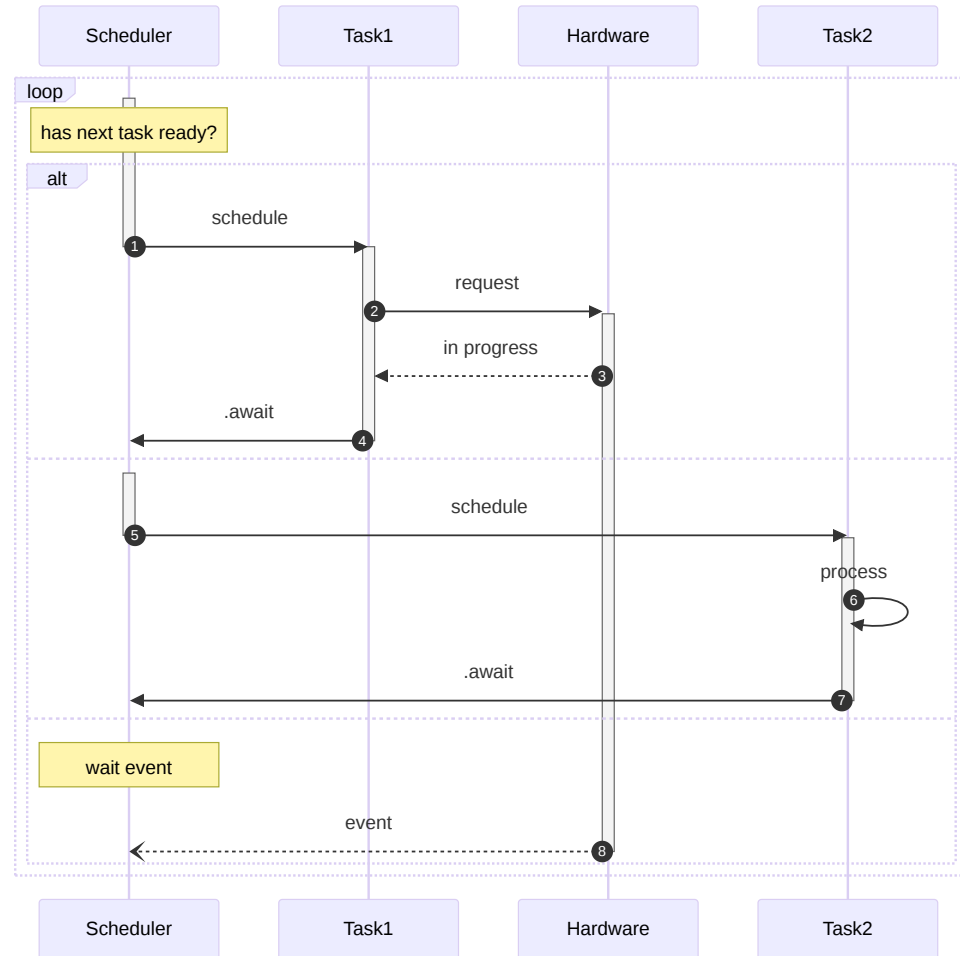 Scheduler
Task1
Hardware
Task2
loop
has next task ready?
alt
schedule
1
request
2
in progress
3
.await
4
schedule
5
process
6
.await
7
wait event
event
8
Scheduler
Task1
Hardware
Task2